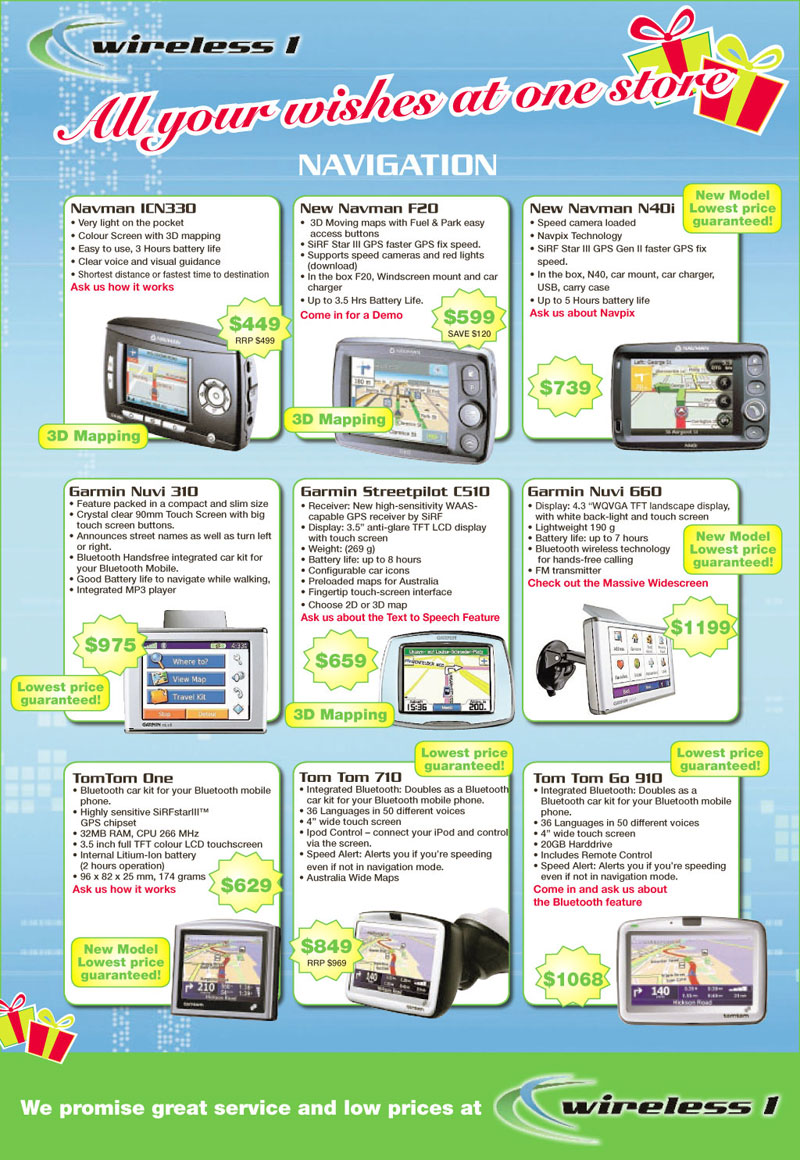 wireless 1
All your wishes at one store
NAVIGATION
Navman ICN330
• Very light on the pocket
• Colour Screen with 3D mapping
• Easy to use, 3 Hours battery life
• Clear voice and visual guidance
• Shortest distance or fastest time to destination
Ask us how it works
$449
RRP $499
3D Mapping
New Navman F20
• 3D Moving maps with Fuel & Park easy
access buttons
• SiRF Star III GPS faster GPS fix speed.
• Supports speed cameras and red lights
(download)
• In the box F20, Windscreen mount and car
charger
• Up to 3.5 Hrs Battery Life.
Come in for a Demo
$599
SAVE $120
3D Mapping
New Navman N40i
New Model
Lowest price
guaranteed!
• Speed camera loaded
• Navpix Technology
• SiRF Star III GPS Gen II faster GPS fix
speed.
• In the box, N40, car mount, car charger,
USB, carry case
• Up to 5 Hours battery life
Ask us about Navpix
$739
Garmin Nuvi 310
• Feature packed in a compact and slim size
• Crystal clear 90mm Touch Screen with big
touch screen buttons.
• Announces street names as well as turn left
or right.
• Bluetooth Handsfree integrated car kit for
your Bluetooth Mobile.
• Good Battery life to navigate while walking,
• Integrated MP3 player
$975
Where to?
View Map
Travel Kit
GARMIN
Lowest price
guaranteed!
Garmin Streetpilot C510
• Receiver: New high-sensitivity WAAS-
capable GPS receiver by SiRF
• Display: 3.5" anti-glare TFT LCD display
with touch screen
• Weight: (269 g)
• Battery life: up to 8 hours
• Configurable car icons
• Preloaded maps for Australia
• Fingertip touch-screen interface
• Choose 2D or 3D map
Ask us about the Text to Speech Feature
$659
3D Mapping
15:36
200
Garmin Nuvi 660
• Display: 4.3 “WQVGA TFT landscape display,
with white back-light and touch screen
• Lightweight 190 g
• Battery life: up to 7 hours
• Bluetooth wireless technology
for hands-free calling
• FM transmitter
Check out the Massive Widescreen
New Model
Lowest price
guaranteed!
$1199
TomTom One
• Bluetooth car kit for your Bluetooth mobile
phone.
• Highly sensitive SiRFstarIII™
GPS chipset
• 32MB RAM, CPU 266 MHz
• 3.5 inch full TFT colour LCD touchscreen
• Internal Litium-Ion battery
(2 hours operation)
• 96 x 82 x 25 mm, 174 grams
Ask us how it works
$629
New Model
Lowest price
guaranteed!
210
Lowest price
guaranteed!
Tom Tom 710
• Integrated Bluetooth: Doubles as a Bluetooth
car kit for your Bluetooth mobile phone.
• 36 Languages in 50 different voices
• 4" wide touch screen
• Ipod Control – connect your iPod and control
via the screen.
• Speed Alert: Alerts you if you're speeding
even if not in navigation mode.
• Australia Wide Maps
$849
RRP $969
140
Lowest price
guaranteed!
Tom Tom Go 910
• Integrated Bluetooth: Doubles as a
Bluetooth car kit for your Bluetooth mobile
phone.
• 36 Languages in 50 different voices
• 4" wide touch screen
• 20GB Harddrive
• Includes Remote Control
• Speed Alert: Alerts you if you're speeding
even if not in navigation mode.
Come in and ask us about
the Bluetooth feature
$1068
140
Hickson Road
tomtom
We promise great service and low prices at wireless 1